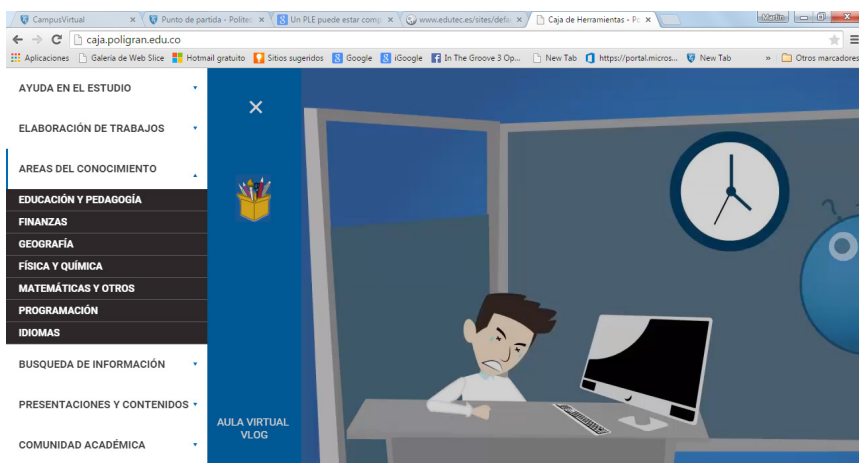 CampusVirtual
Punto de partida - Politec
Un PLE puede estar comp
www.edutec.es/sites/defa
Caja de Herramientas - Po
Martin
caja.poligran.edu.co
Aplicaciones
Galería de Web Slice
Hotmail gratuito
Sitios sugeridos
Google
iGoogle
In The Groove 3 Op...
New Tab
https://portal.micros...
New Tab
»
Otros marcadores
AYUDA EN EL ESTUDIO
ELABORACIÓN DE TRABAJOS
AREAS DEL CONOCIMIENTO
EDUCACIÓN Y PEDAGOGÍA
FINANZAS
GEOGRAFÍA
FÍSICA Y QUÍMICA
MATEMÁTICAS Y OTROS
PROGRAMACIÓN
IDIOMAS
BUSQUEDA DE INFORMACIÓN
PRESENTACIONES Y CONTENIDOS
COMUNIDAD ACADÉMICA
AULA VIRTUAL
VLOG